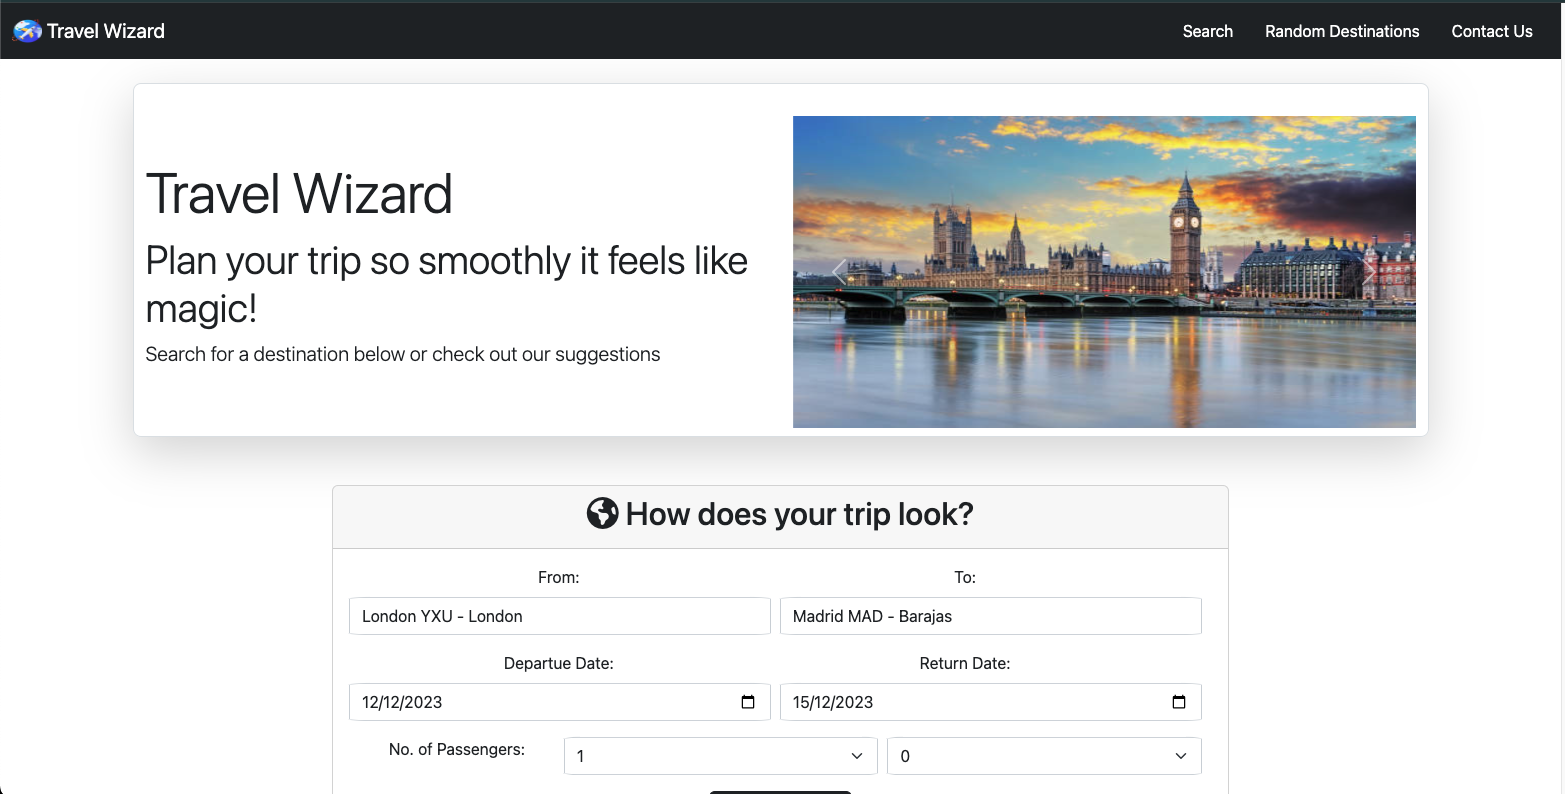 Travel Wizard
Search
Random Destinations
Contact Us
Travel Wizard
Plan your trip so smoothly it feels like
magic!
Search for a destination below or check out our suggestions
How does your trip look?
From:
To:
London YXU - London
Madrid MAD - Barajas
Departue Date:
Return Date:
12/12/2023
15/12/2023
No. of Passengers:
1
0